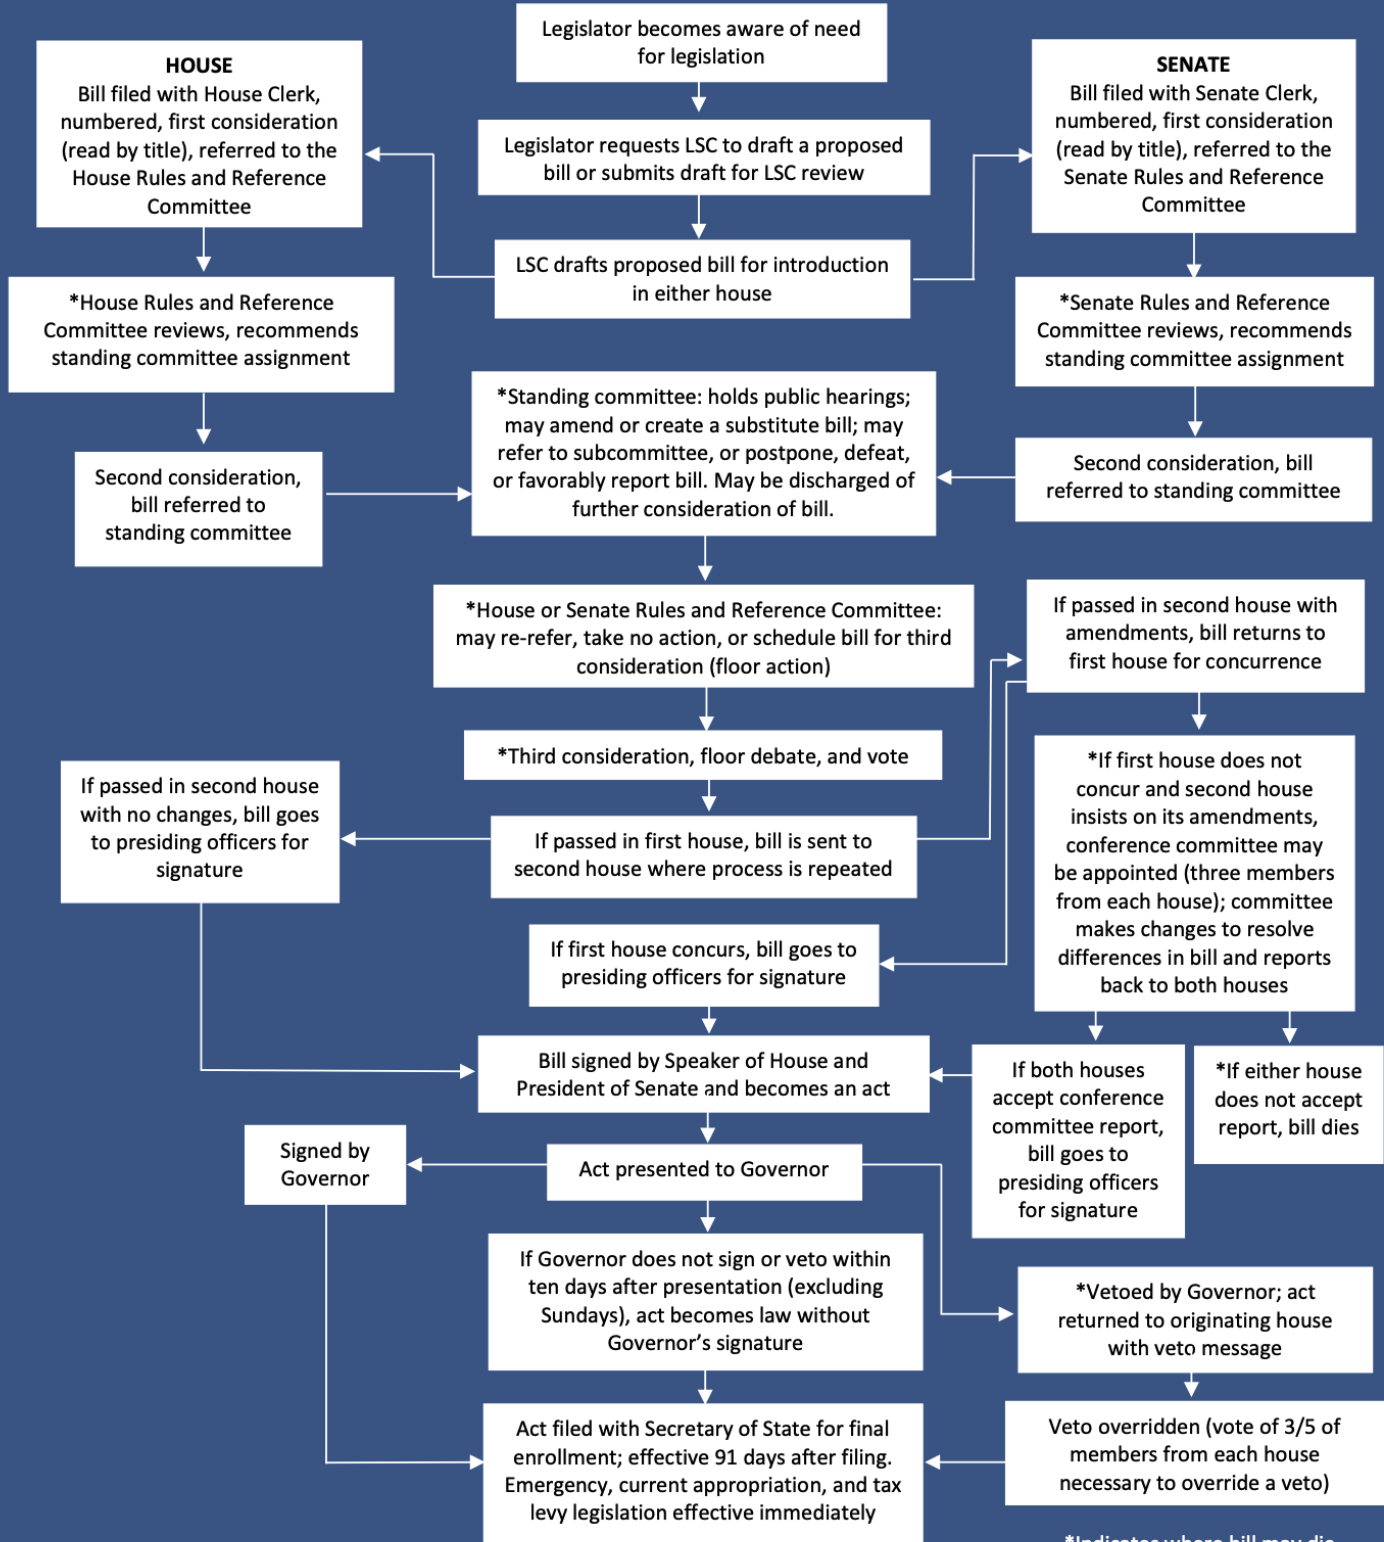 Legislator becomes aware of need
for legislation
HOUSE
Bill filed with House Clerk,
numbered, first consideration
(read by title), referred to the
House Rules and Reference
Committee
SENATE
Bill filed with Senate Clerk,
numbered, first consideration
(read by title), referred to the
Senate Rules and Reference
Committee
Legislator requests LSC to draft a proposed
bill or submits draft for LSC review
LSC drafts proposed bill for introduction
in either house
*House Rules and Reference
Committee reviews, recommends
standing committee assignment
*Senate Rules and Reference
Committee reviews, recommends
standing committee assignment
*Standing committee: holds public hearings;
may amend or create a substitute bill; may
refer to subcommittee, or postpone, defeat,
or favorably report bill. May be discharged of
further consideration of bill.
Second consideration,
bill referred to
standing committee
Second consideration, bill
referred to standing committee
*House or Senate Rules and Reference Committee:
may re-refer, take no action, or schedule bill for third
consideration (floor action)
If passed in second house with
amendments, bill returns to
first house for concurrence
*Third consideration, floor debate, and vote
If passed in second house
with no changes, bill goes
to presiding officers for
signature
If passed in first house, bill is sent to
second house where process is repeated
*If first house does not
concur and second house
insists on its amendments,
conference committee may
be appointed (three members
from each house); committee
makes changes to resolve
differences in bill and reports
back to both houses
If first house concurs, bill goes to
presiding officers for signature
Bill signed by Speaker of House and
President of Senate and becomes an act
If both houses
accept conference
committee report,
bill goes to
presiding officers
for signature
*If either house
does not accept
report, bill dies
Signed by
Governor
Act presented to Governor
If Governor does not sign or veto within
ten days after presentation (excluding
Sundays), act becomes law without
Governor's signature
*Vetoed by Governor; act
returned to originating house
with veto message
Act filed with Secretary of State for final
enrollment; effective 91 days after filing.
Emergency, current appropriation, and tax
levy legislation effective immediately
Veto overridden (vote of 3/5 of
members from each house
necessary to override a veto)
*Indicates where bill may die